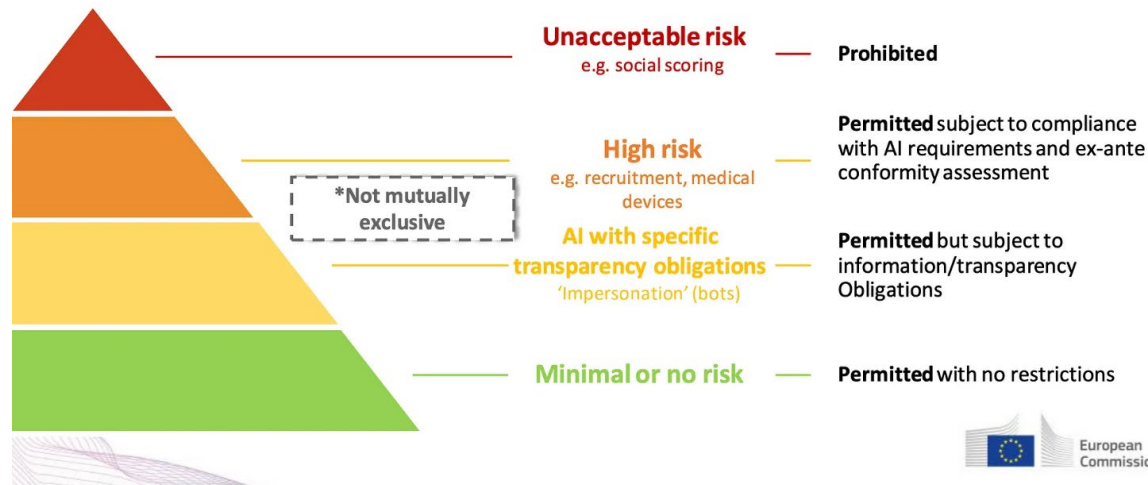 Unacceptable risk
e.g. social scoring
Prohibited
High risk
e.g. recruitment, medical
devices
Permitted subject to compliance
with AI requirements and ex-ante
conformity assessment
*Not mutually
exclusive
AI with specific
transparency obligations
'Impersonation' (bots)
Permitted but subject to
information/transparency
Obligations
Minimal or no risk
Permitted with no restrictions
European
Commissi